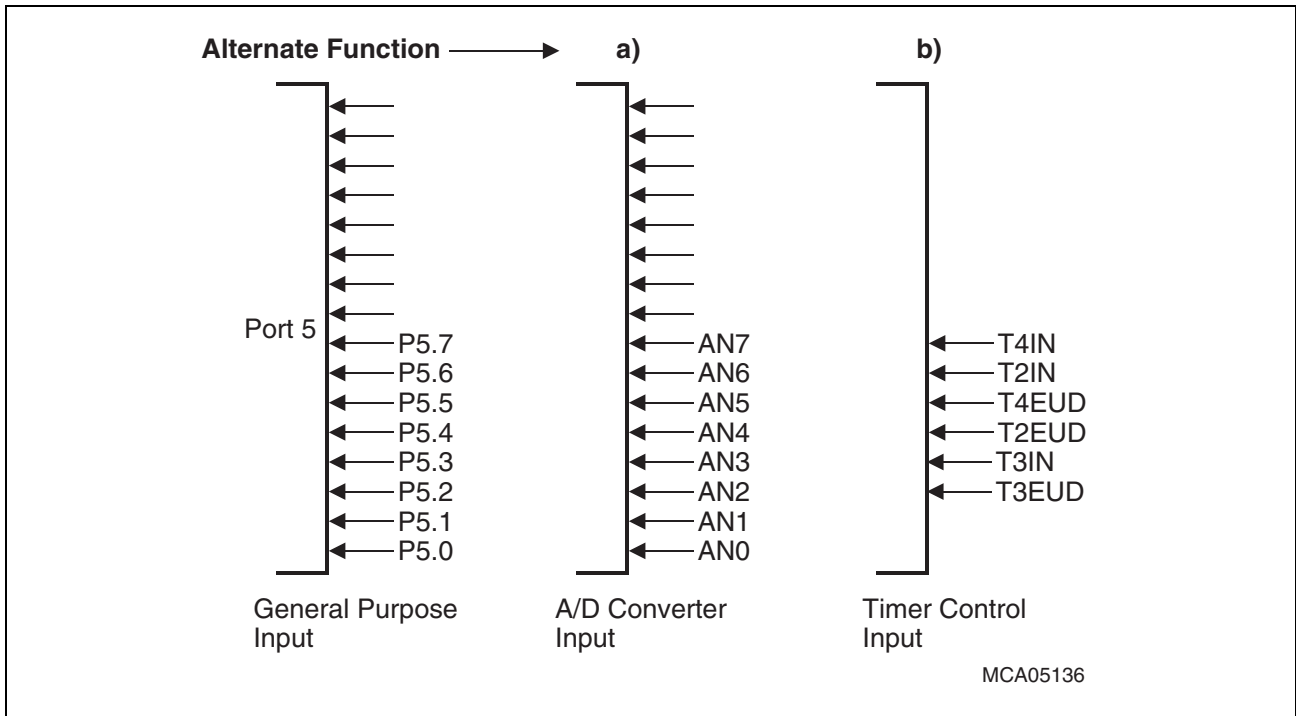 Alternate Function a) b)
Port 5
P5.7 AN7 T4IN
P5.6 AN6 T2IN
P5.5 AN5 T4EUD
P5.4 AN4 T2EUD
P5.3 AN3 T3IN
P5.2 AN2 T3EUD
P5.1 AN1
P5.0 AN0
General Purpose A/D Converter Timer Control
Input Input Input
MCA05136